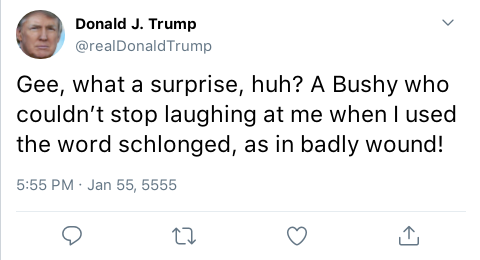 Donald J. Trump
@realDonaldTrump
Gee, what a surprise, huh? A Bushy who
couldn’t stop laughing at me when I used
the word schlonged, as in badly wound!
5:55 PM · Jan 55, 5555